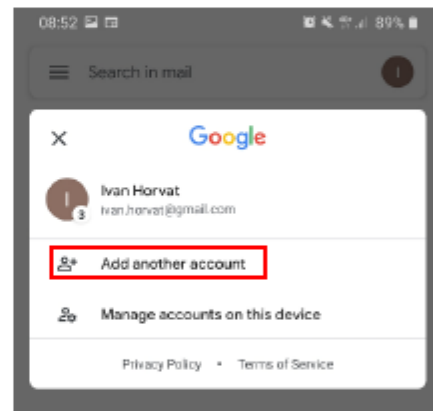 08:52 89%
Search in mail
I
Google
I
3
Ivan Horvat
ivan.horvat@gmail.com
Add another account
Manage accounts on this device
Privacy Policy • Terms of Service